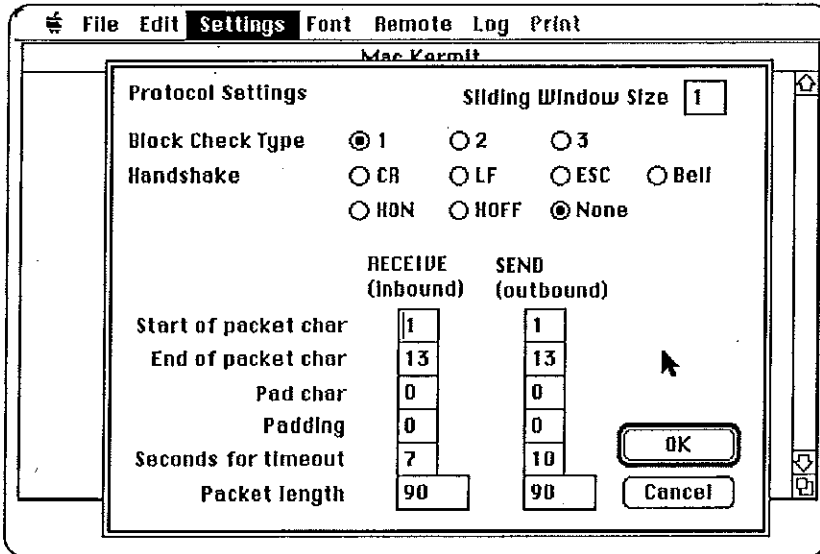 File Edit Settings Font Remote Log Print
Mac Kermit
Protocol Settings Sliding Window Size 1
Block Check Type 1 2 3
Handshake CR LF ESC Bell
XON XOFF None
RECEIVE SEND
(inbound) (outbound)
Start of packet char 1 1
End of packet char 13 13
Pad char 0 0
Padding 0 0
Seconds for timeout 7 10
OK
Packet length 90 90
Cancel